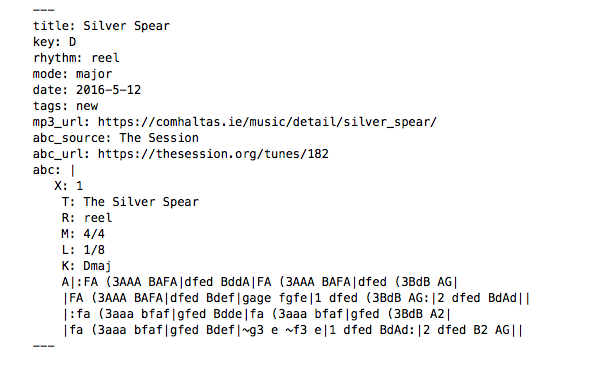 ---
title: Silver Spear
key: D
rhythm: reel
mode: major
date: 2016-5-12
tags: new
mp3_url: https://comhaltas.ie/music/detail/silver_spear/
abc_source: The Session
abc_url: https://thesession.org/tunes/182
abc: |
   X: 1
    T: The Silver Spear
    R: reel
    M: 4/4
    L: 1/8
    K: Dmaj
    A|:FA (3AAA BAFA|dfed BddA|FA (3AAA BAFA|dfed (3BdB AG|
    |FA (3AAA BAFA|dfed Bdef|gage fgfe|1 dfed (3BdB AG:|2 dfed BdAd||
    |:fa (3aaa bfaf|gfed Bdde|fa (3aaa bfaf|gfed (3BdB A2|
    |fa (3aaa bfaf|gfed Bdef|~g3 e ~f3 e|1 dfed BdAd:|2 dfed B2 AG||
---